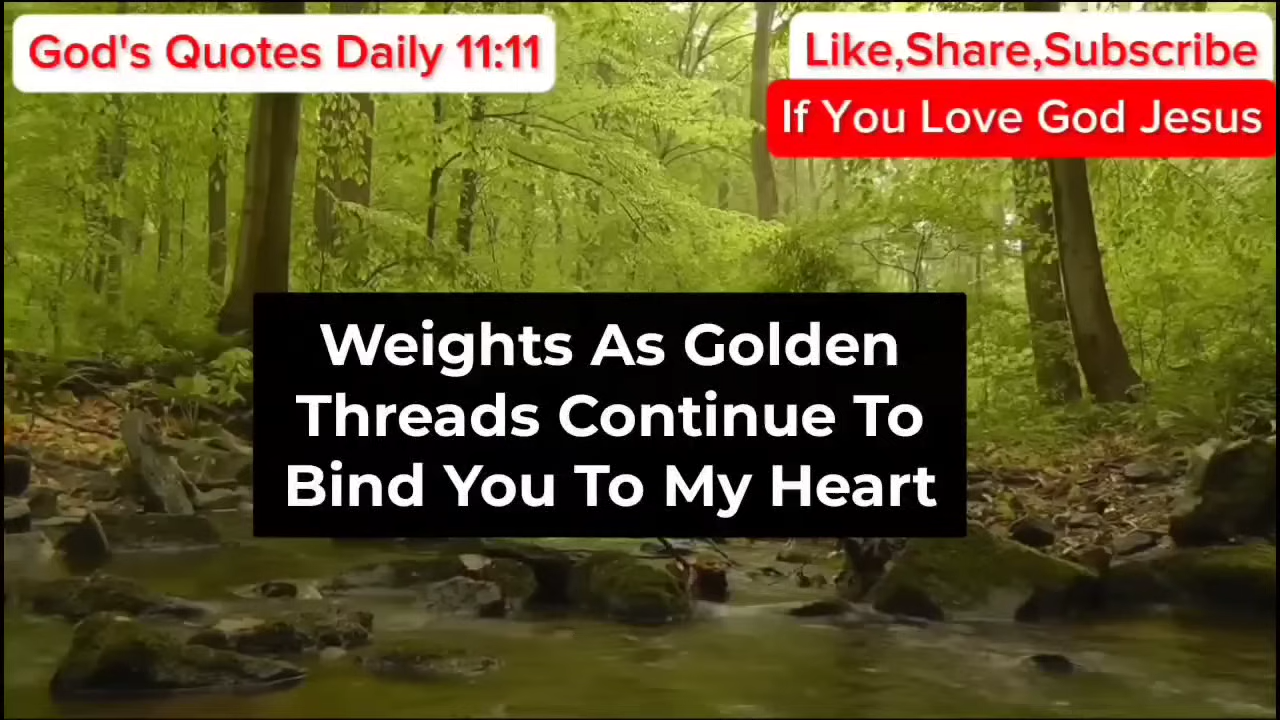 God's Quotes Daily 11:11
Like,Share,Subscribe
If You Love God Jesus
Weights As Golden
Threads Continue To
Bind You To My Heart